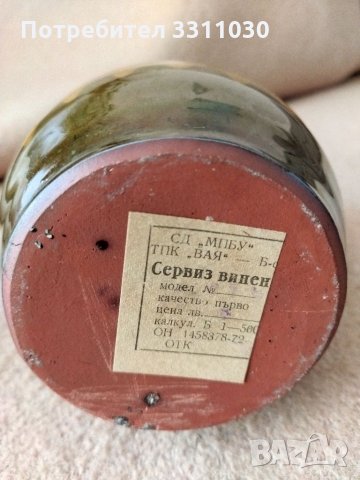 Потребител 3311030
СД „МПБУ"
ТПК „ВАЯ" — Б-с
Сервиз винен
модел №
качество първо
цена лв.
калкул. Б 1—500
ОН 1458378-72
ОТК
BAZAR